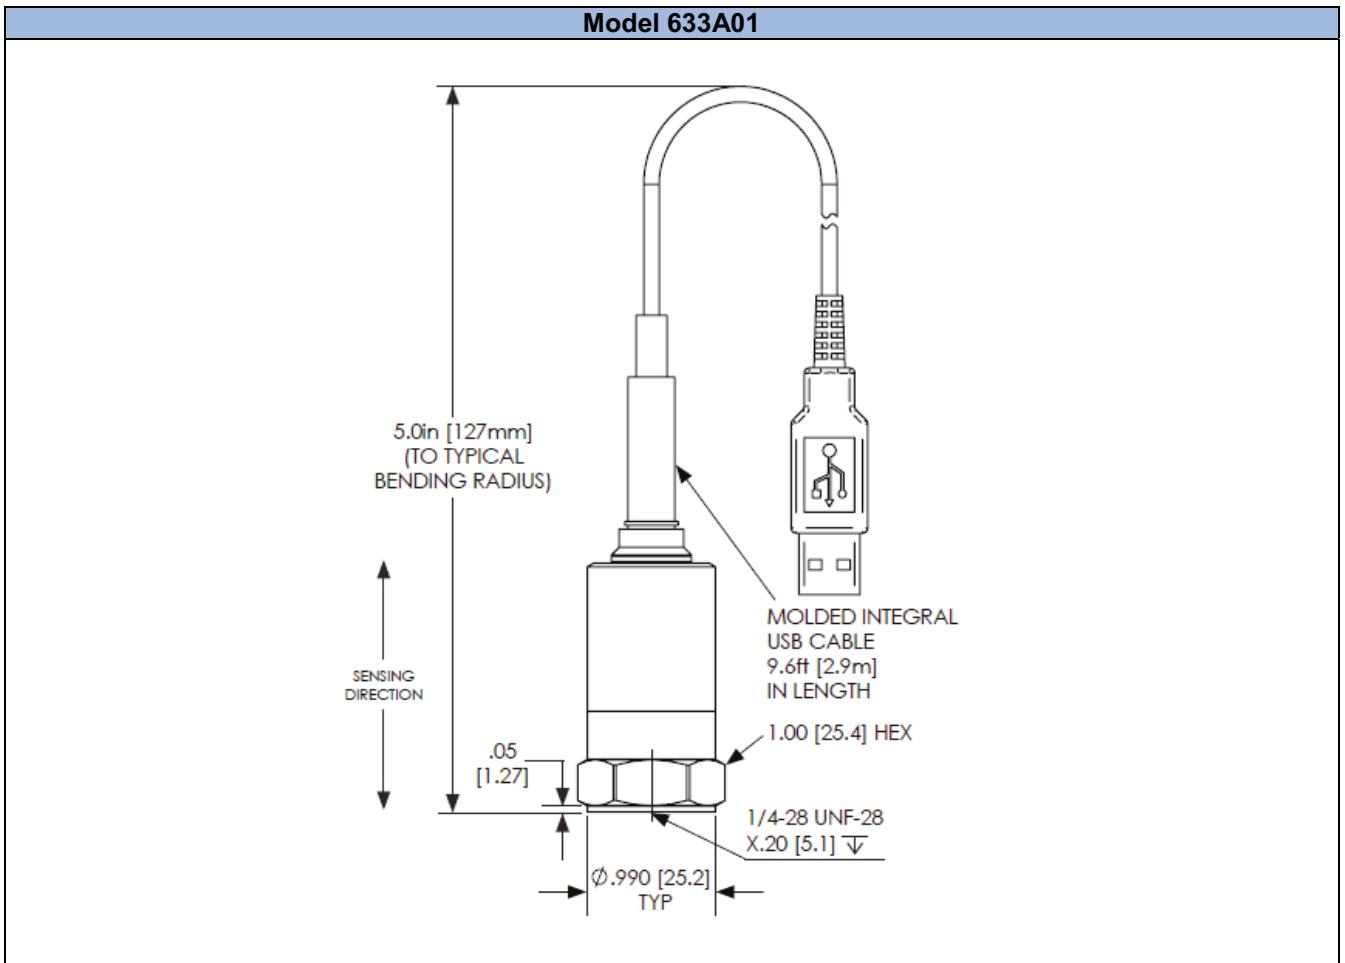 Model 633A01
5.0in [127mm]
(TO TYPICAL
BENDING RADIUS)
SENSING
DIRECTION
MOLDED INTEGRAL
USB CABLE
9.6ft [2.9m]
IN LENGTH
1.00 [25.4] HEX
.05
[1.27]
1/4-28 UNF-28
X.20 [5.1] ↧
Ø.990 [25.2]
TYP